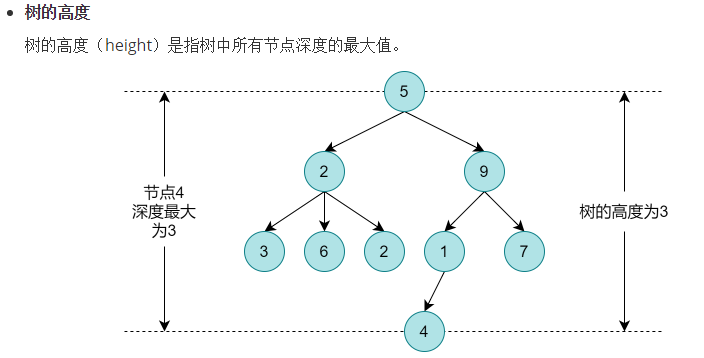 树的高度
树的高度（height）是指树中所有节点深度的最大值。
5
节点4
深度最大
为3
2
9
树的高度为3
3
6
2
1
7
4